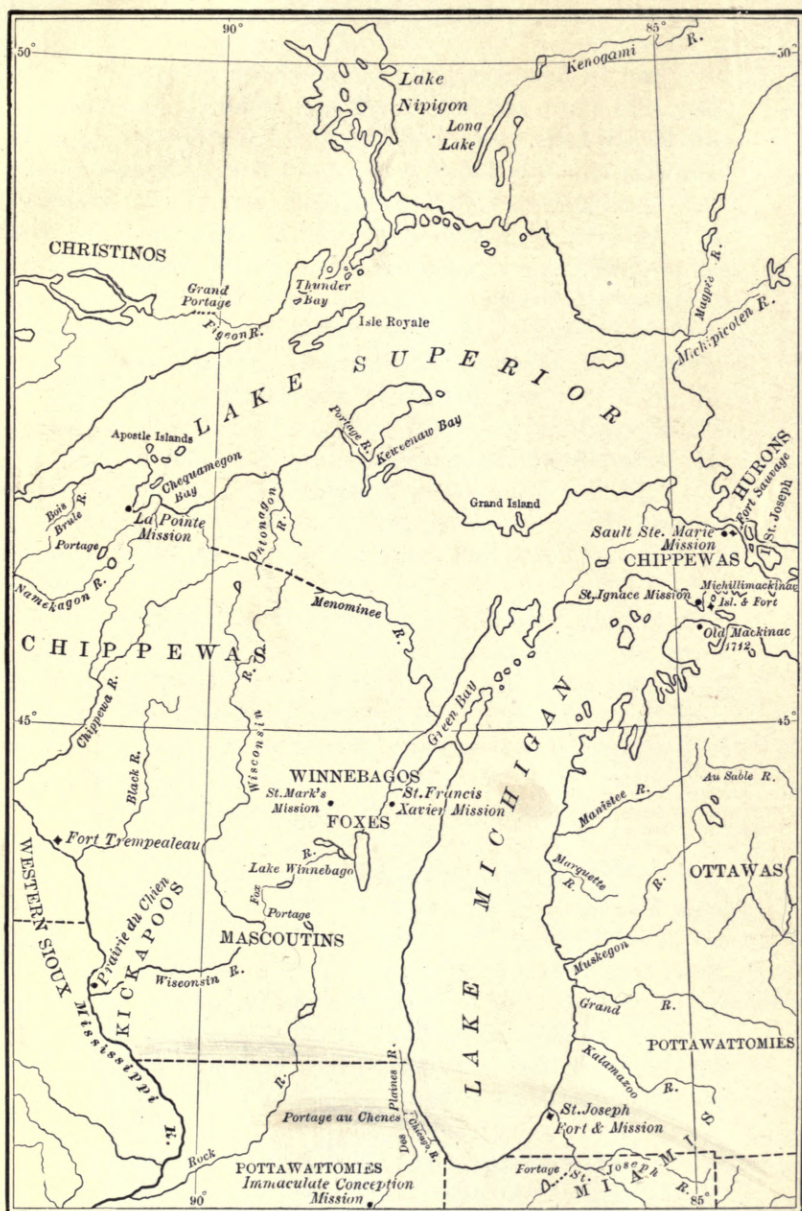 90°
85°
50°
50°
Kenogami R.
Lake
Nipigon
Long
Lake
CHRISTINOS
Grand
Portage
Pigeon R.
Thunder
Bay
Isle Royale
Magpie R.
Michipicoten R.
LAKE SUPERIOR
Apostle Islands
Chequamegon
Bay
Portage R.
Keweenaw Bay
Grand Island
HURONS
Fort Sauvage
St. Joseph
I.
Bois
Brule R.
La Pointe
Mission
Portage
Ontonagon
R.
Sault Ste. Marie
Mission
CHIPPEWAS
Namekagon R.
Menominee
R.
St. Ignace Mission
Michillimackinac
Isl. & Fort
Old Mackinac
1712
CHIPPEWAS
Chippewa R.
Wisconsin R.
Green Bay
LAKE MICHIGAN
45°
45°
Black R.
WINNEBAGOS
St. Mark's
Mission
St. Francis
Xavier Mission
FOXES
Au Sable R.
Manistee R.
Fort Trempealeau
Lake Winnebago
Fox R.
Portage
Marquette
R.
OTTAWAS
WESTERN SIOUX
Prairie du Chien
KICKAPOOS
MASCOUTINS
Wisconsin R.
Muskegon R.
Grand R.
Mississippi R.
POTTAWATTOMIES
Kalamazoo R.
Rock R.
Portage au Chenes
Des Plaines R.
Chicago R.
St. Joseph
Fort & Mission
POTTAWATTOMIES
Immaculate Conception
Mission
Portage
St. Joseph R.
MIAMIS
90°
85°